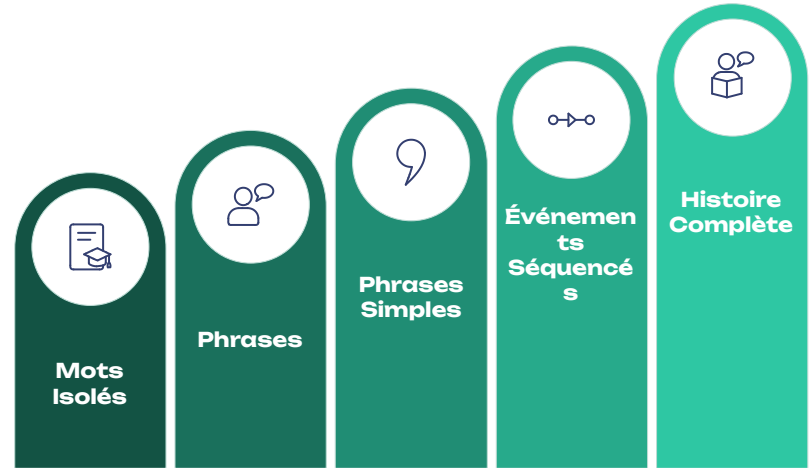 Mots
Isolés
Phrases
Phrases
Simples
Événemen
ts
Séquencé
s
Histoire
Complète